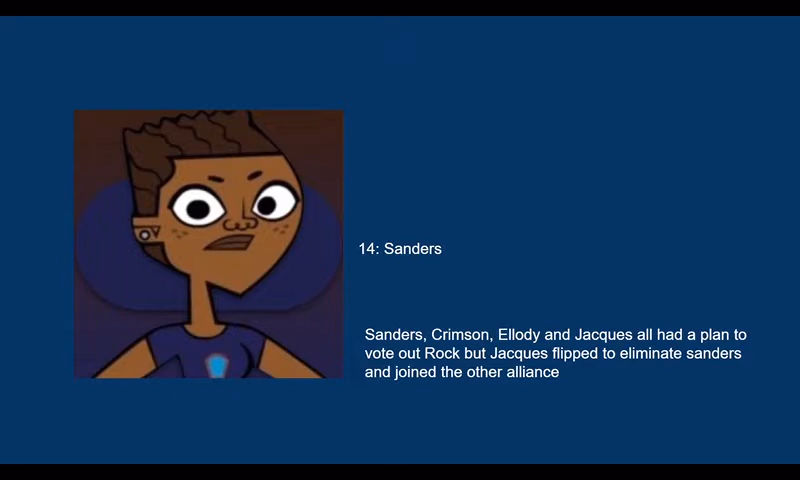 14: Sanders
Sanders, Crimson, Ellody and Jacques all had a plan to
vote out Rock but Jacques flipped to eliminate sanders
and joined the other alliance